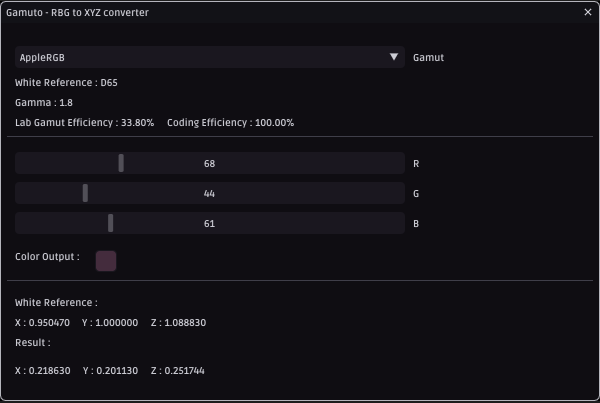 Gamuto - RBG to XYZ converter
AppleRGB Gamut
White Reference : D65
Gamma : 1.8
Lab Gamut Efficiency : 33.80% Coding Efficiency : 100.00%
68 R
44 G
61 B
Color Output :
White Reference :
X : 0.950470 Y : 1.000000 Z : 1.088830
Result :
X : 0.218630 Y : 0.201130 Z : 0.251744